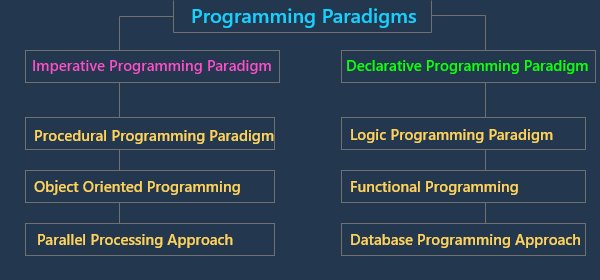 Programming Paradigms
Imperative Programming Paradigm
Declarative Programming Paradigm
Procedural Programming Paradigm
Logic Programming Paradigm
Object Oriented Programming
Functional Programming
Parallel Processing Approach
Database Programming Approach